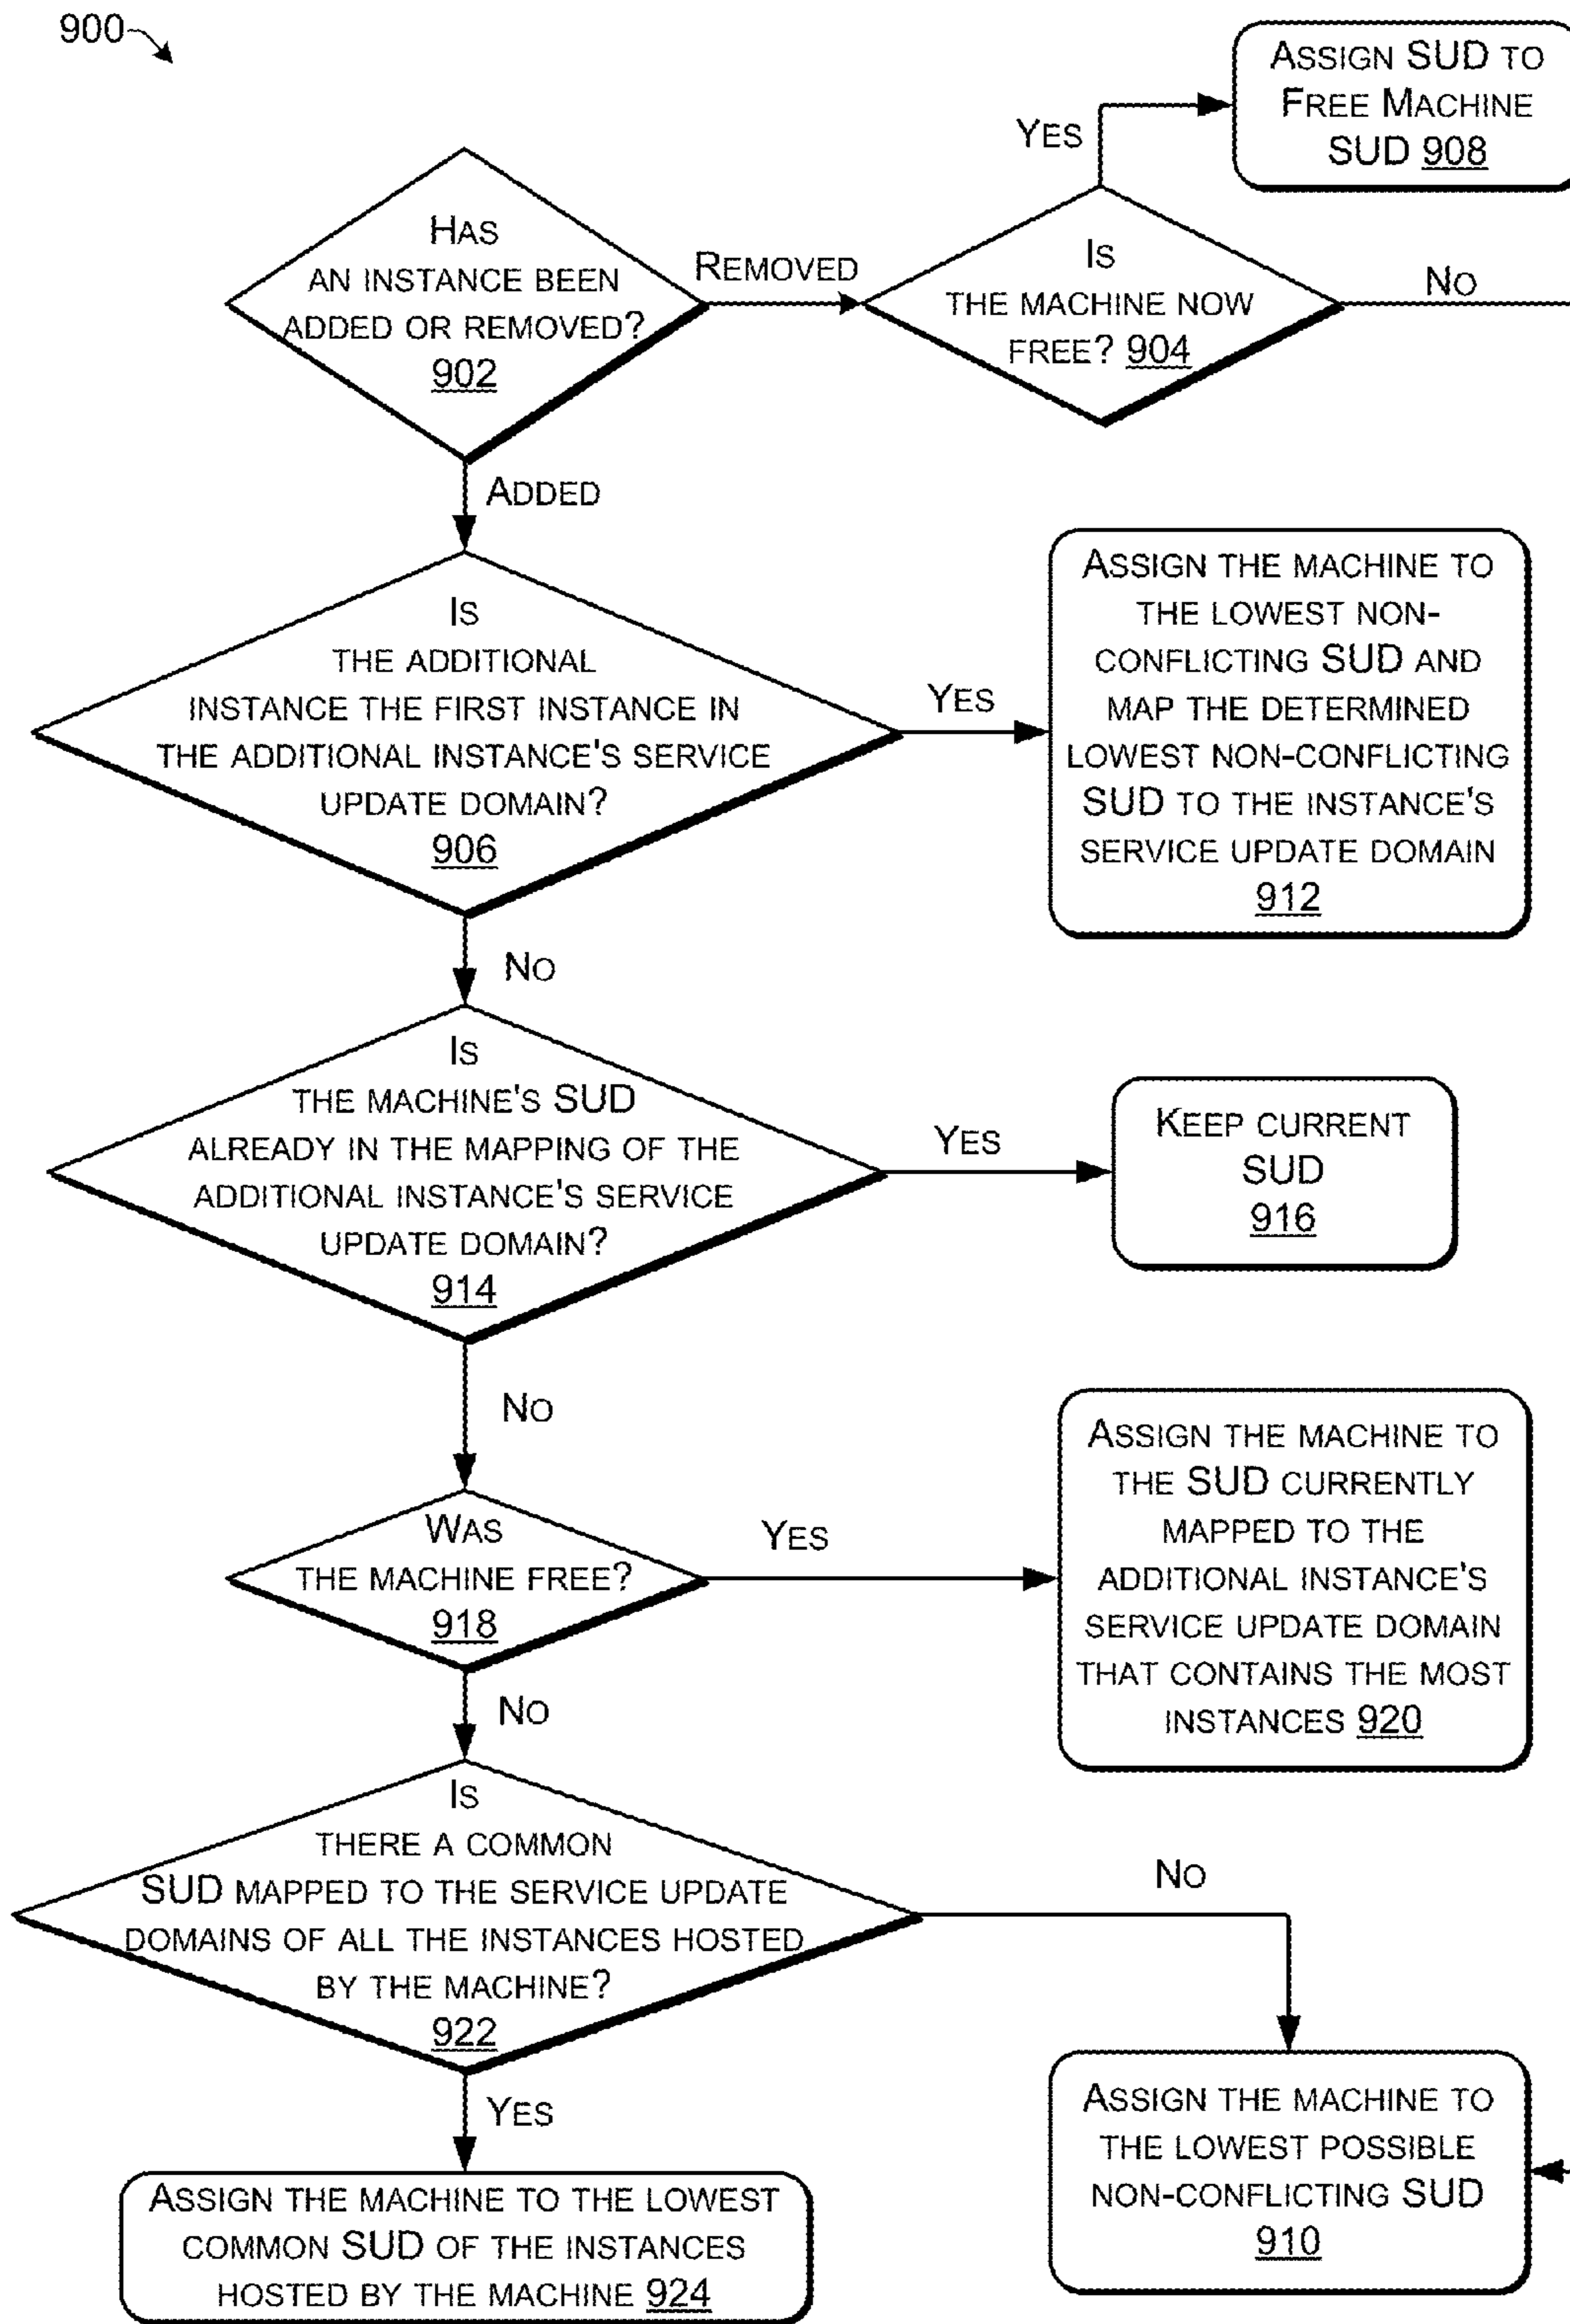 900
ASSIGN SUD TO
FREE MACHINE
SUD 908
YES
HAS
AN INSTANCE BEEN
ADDED OR REMOVED?
902
REMOVED
IS
THE MACHINE NOW
FREE? 904
NO
ADDED
IS
THE ADDITIONAL
INSTANCE THE FIRST INSTANCE IN
THE ADDITIONAL INSTANCE'S SERVICE
UPDATE DOMAIN?
906
YES
ASSIGN THE MACHINE TO
THE LOWEST NON-
CONFLICTING SUD AND
MAP THE DETERMINED
LOWEST NON-CONFLICTING
SUD TO THE INSTANCE'S
SERVICE UPDATE DOMAIN
912
NO
IS
THE MACHINE'S SUD
ALREADY IN THE MAPPING OF THE
ADDITIONAL INSTANCE'S SERVICE
UPDATE DOMAIN?
914
YES
KEEP CURRENT
SUD
916
NO
WAS
THE MACHINE FREE?
918
YES
ASSIGN THE MACHINE TO
THE SUD CURRENTLY
MAPPED TO THE
ADDITIONAL INSTANCE'S
SERVICE UPDATE DOMAIN
THAT CONTAINS THE MOST
INSTANCES 920
NO
IS
THERE A COMMON
SUD MAPPED TO THE SERVICE UPDATE
DOMAINS OF ALL THE INSTANCES HOSTED
BY THE MACHINE?
922
NO
YES
ASSIGN THE MACHINE TO THE LOWEST
COMMON SUD OF THE INSTANCES
HOSTED BY THE MACHINE 924
ASSIGN THE MACHINE TO
THE LOWEST POSSIBLE
NON-CONFLICTING SUD
910